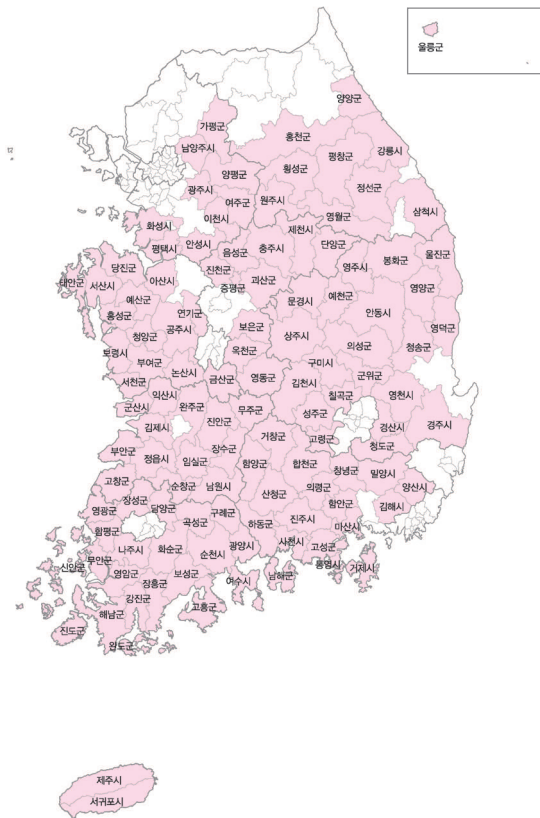 울릉군
양양군
가평군
홍천군
남양주시
강릉시
횡성군
평창군
양평군
광주시
정선군
여주군
원주시
이천시
삼척시
영월군
화성시
제천시
평택시
안성시
단양군
충주시
음성군
울진군
봉화군
영주시
당진군
진천군
아산시
괴산군
태안군
서산시
증평군
영양군
예산군
문경시
예천군
연기군
안동시
홍성군
보은군
공주시
영덕군
상주시
청양군
의성군
청송군
옥천군
보령시
부여군
구미시
논산시
군위군
영동군
서천군
금산군
김천시
칠곡군
영천시
익산시
완주군
군산시
무주군
성주군
경주시
진안군
김제시
경산시
거창군
고령군
청도군
장수군
부안군
정읍시
임실군
함양군
합천군
창녕군
밀양시
고창군
순창군
남원시
의령군
양산시
산청군
장성군
함안군
김해시
담양군
영광군
구례군
진주시
곡성군
하동군
마산시
함평군
사천시
광양시
고성군
나주시
화순군
순천시
무안군
통영시
거제시
신안군
영암군
보성군
남해군
여수시
장흥군
강진군
고흥군
해남군
진도군
완도군
제주시
서귀포시